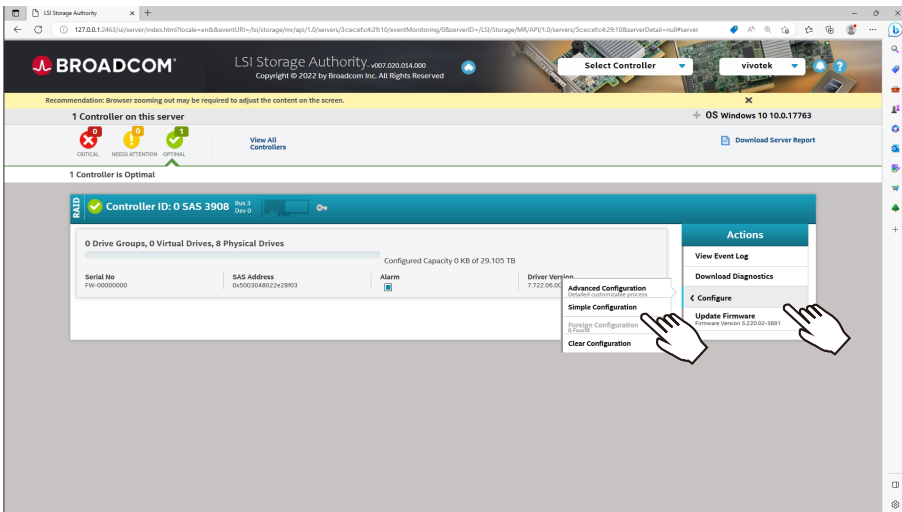 LSI Storage Authority
127.0.0.1:2463/ui/server/index.html?locale=en&lbseventURI=/lsi/storage/mr/api/1.0/servers/3cecefc4:29:10/eventMonitoring/0&serverID=/LSI/Storage/MR/API/1.0/servers/3cecefc4:29:10&serverDetail=null#server
BROADCOM
LSI Storage Authority v007.020.014.000
Copyright © 2022 by Broadcom Inc. All Rights Reserved
Select Controller
vivotek
?
Recommendation: Browser zooming out may be required to adjust the content on the screen.
1 Controller on this server
OS Windows 10 10.0.17763
0
0
1
CRITICAL
NEEDS ATTENTION
OPTIMAL
View All
Controllers
Download Server Report
1 Controller is Optimal
RAID
Controller ID: 0 SAS 3908
Bus 3
Dev 0
Actions
0 Drive Groups, 0 Virtual Drives, 8 Physical Drives
Configured Capacity 0 KB of 29.105 TB
Serial No
FW-00000000
SAS Address
0x5003048022e28f03
Alarm
Driver Version
7.722.06.00
View Event Log
Download Diagnostics
Configure
Update Firmware
Firmware Version 5.220.02-3691
Advanced Configuration
Detailed customizable process
Simple Configuration
Foreign Configuration
0 Found
Clear Configuration